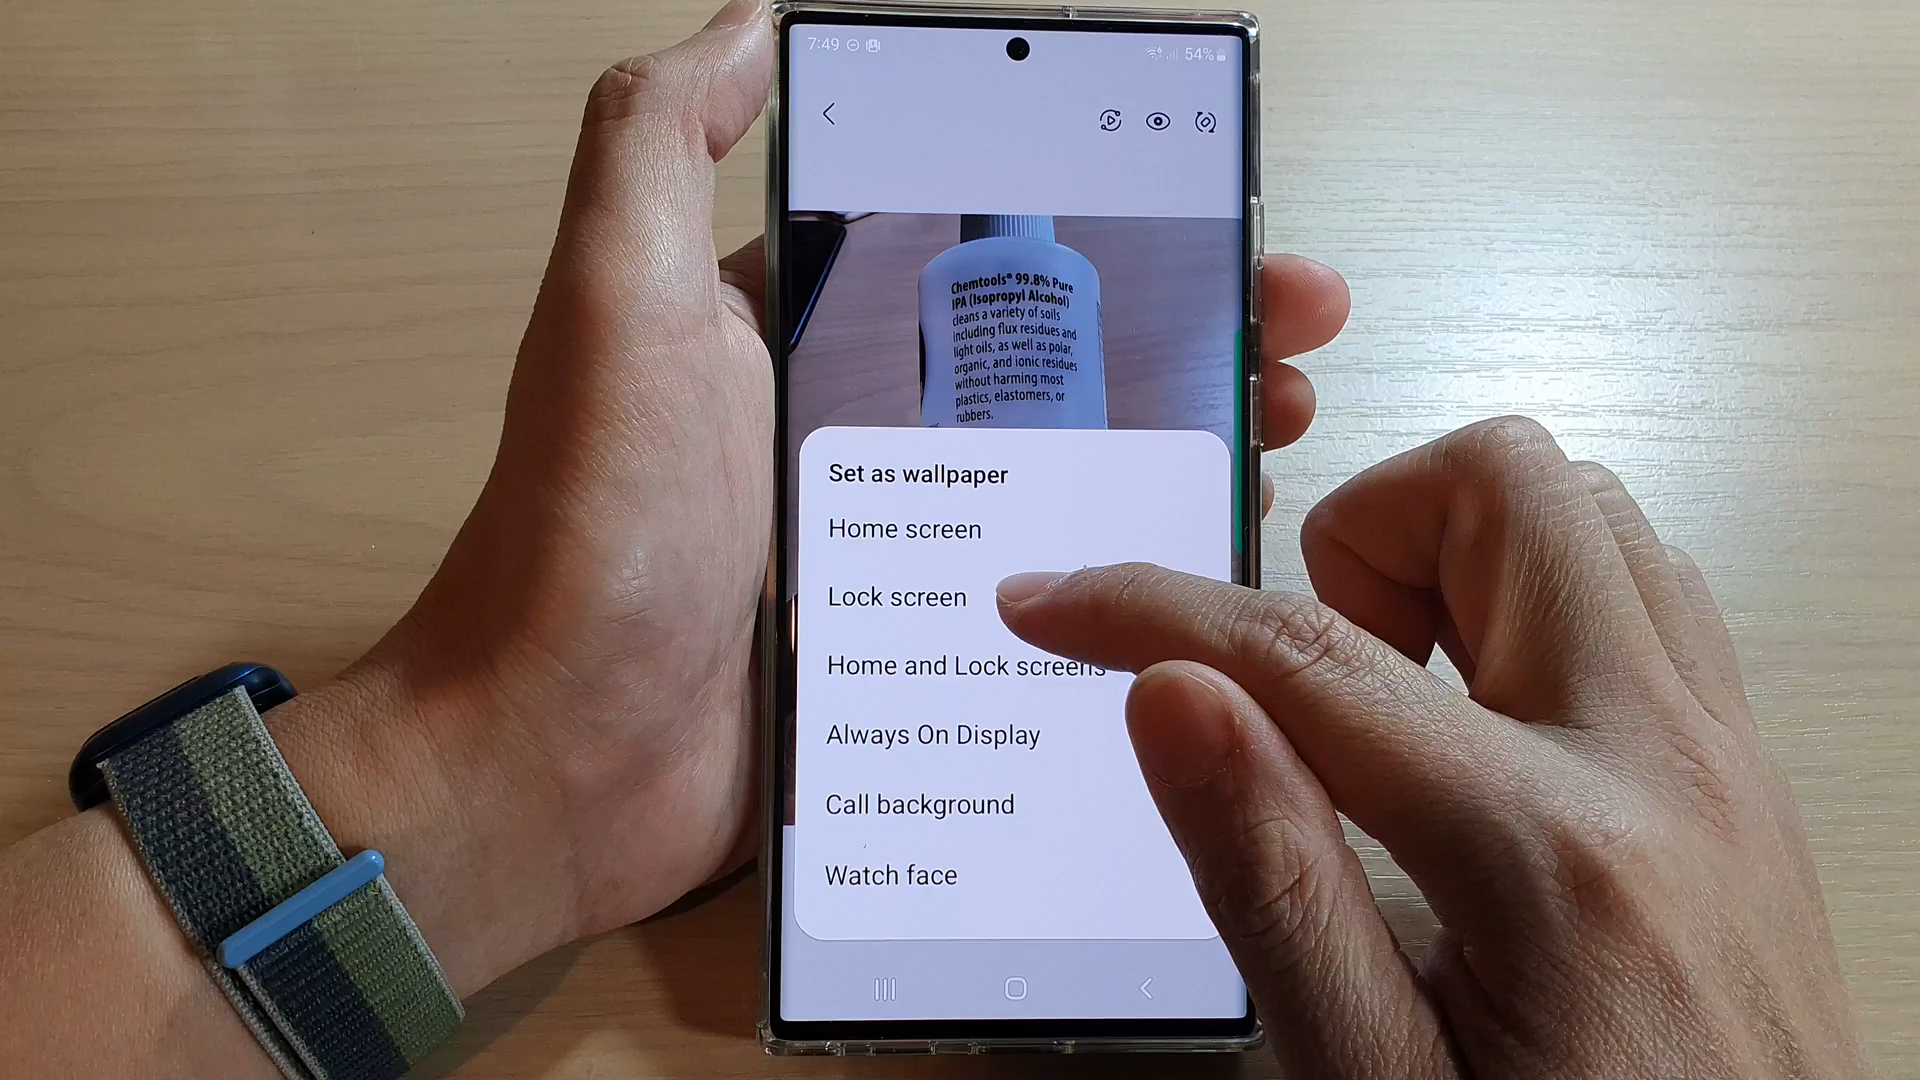 7:49
54%
Chemtools® 99.8% Pure
IPA (Isopropyl Alcohol)
cleans a variety of soils
including flux residues and
light oils, as well as polar,
organic, and ionic residues
without harming most
plastics, elastomers, or
rubbers.
Set as wallpaper
Home screen
Lock screen
Home and Lock screens
Always On Display
Call background
Watch face